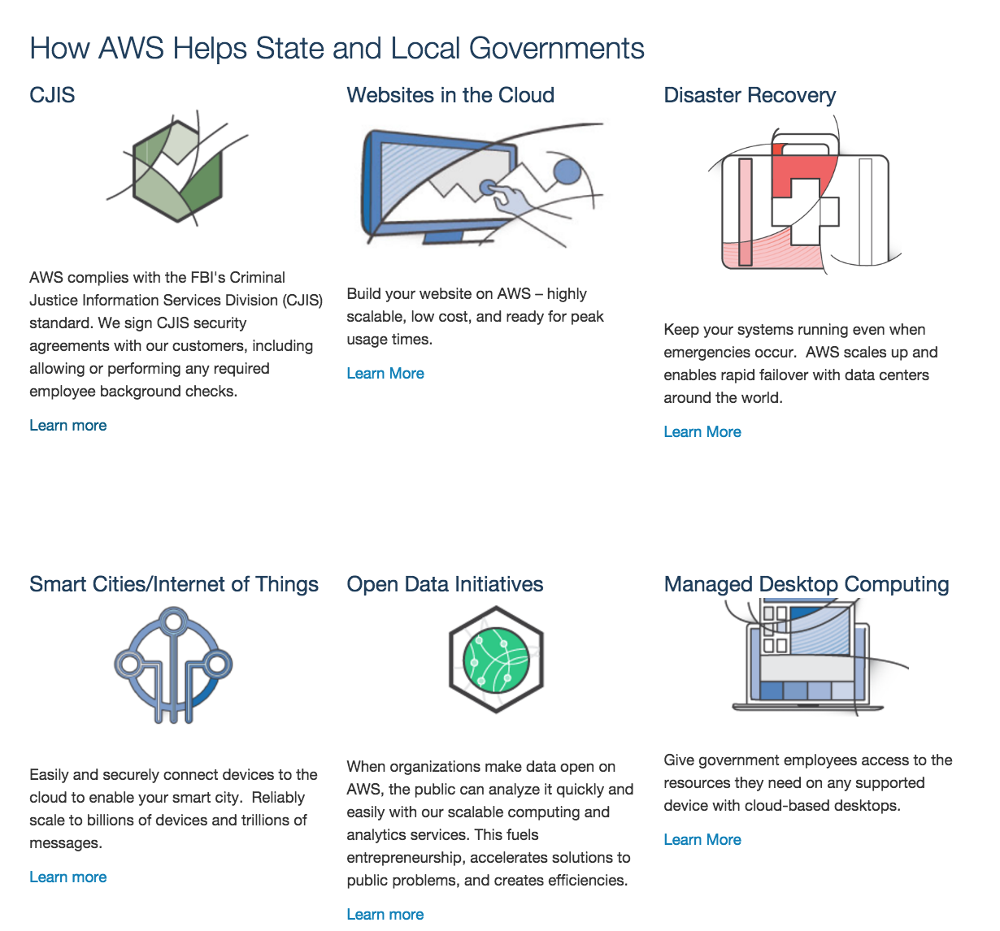 How AWS Helps State and Local Governments
CJIS
AWS complies with the FBI's Criminal
Justice Information Services Division (CJIS)
standard. We sign CJIS security
agreements with our customers, including
allowing or performing any required
employee background checks.
Learn more
Websites in the Cloud
Build your website on AWS – highly
scalable, low cost, and ready for peak
usage times.
Learn More
Disaster Recovery
Keep your systems running even when
emergencies occur.  AWS scales up and
enables rapid failover with data centers
around the world.
Learn More
Smart Cities/Internet of Things
Easily and securely connect devices to the
cloud to enable your smart city.  Reliably
scale to billions of devices and trillions of
messages.
Learn more
Open Data Initiatives
When organizations make data open on
AWS, the public can analyze it quickly and
easily with our scalable computing and
analytics services. This fuels
entrepreneurship, accelerates solutions to
public problems, and creates efficiencies.
Learn more
Managed Desktop Computing
Give government employees access to the
resources they need on any supported
device with cloud-based desktops.
Learn More